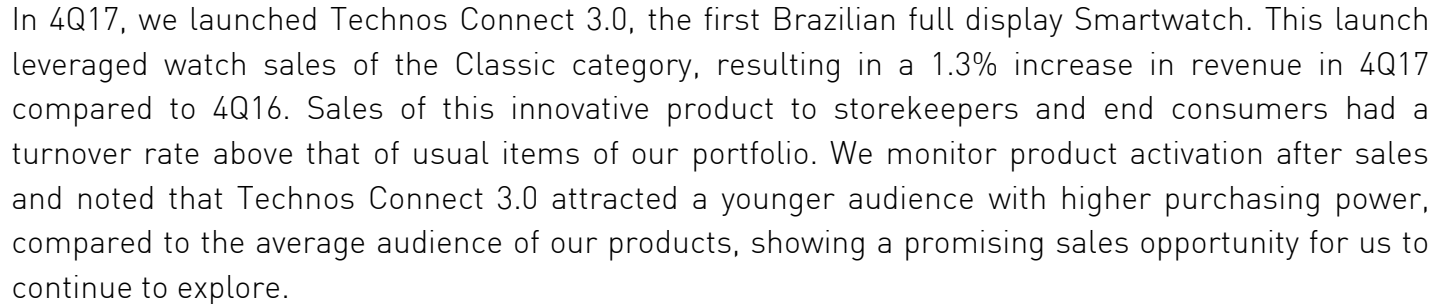 In 4Q17, we launched Technos Connect 3.0, the first Brazilian full display Smartwatch. This launch
leveraged watch sales of the Classic category, resulting in a 1.3% increase in revenue in 4Q17
compared to 4Q16. Sales of this innovative product to storekeepers and end consumers had a
turnover rate above that of usual items of our portfolio. We monitor product activation after sales
and noted that Technos Connect 3.0 attracted a younger audience with higher purchasing power,
compared to the average audience of our products, showing a promising sales opportunity for us to
continue to explore.